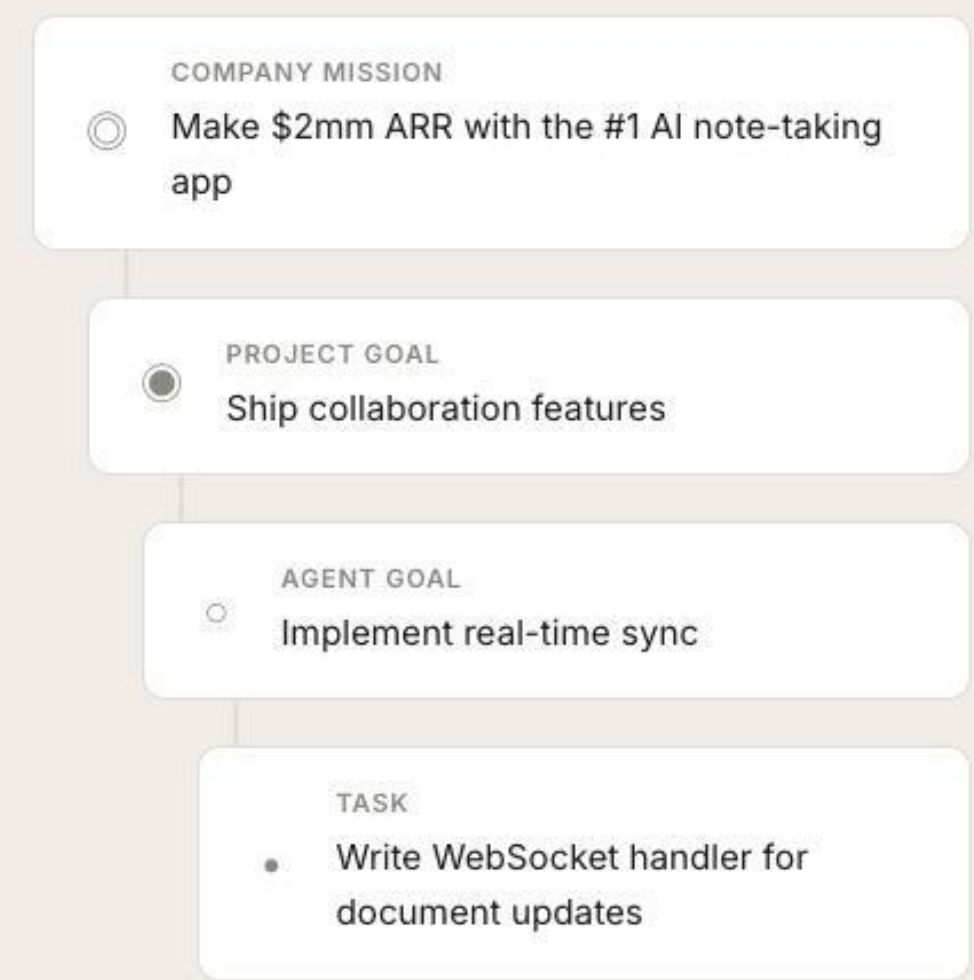 COMPANY MISSION
Make $2mm ARR with the #1 AI note-taking
app
PROJECT GOAL
Ship collaboration features
AGENT GOAL
Implement real-time sync
TASK
Write WebSocket handler for
document updates